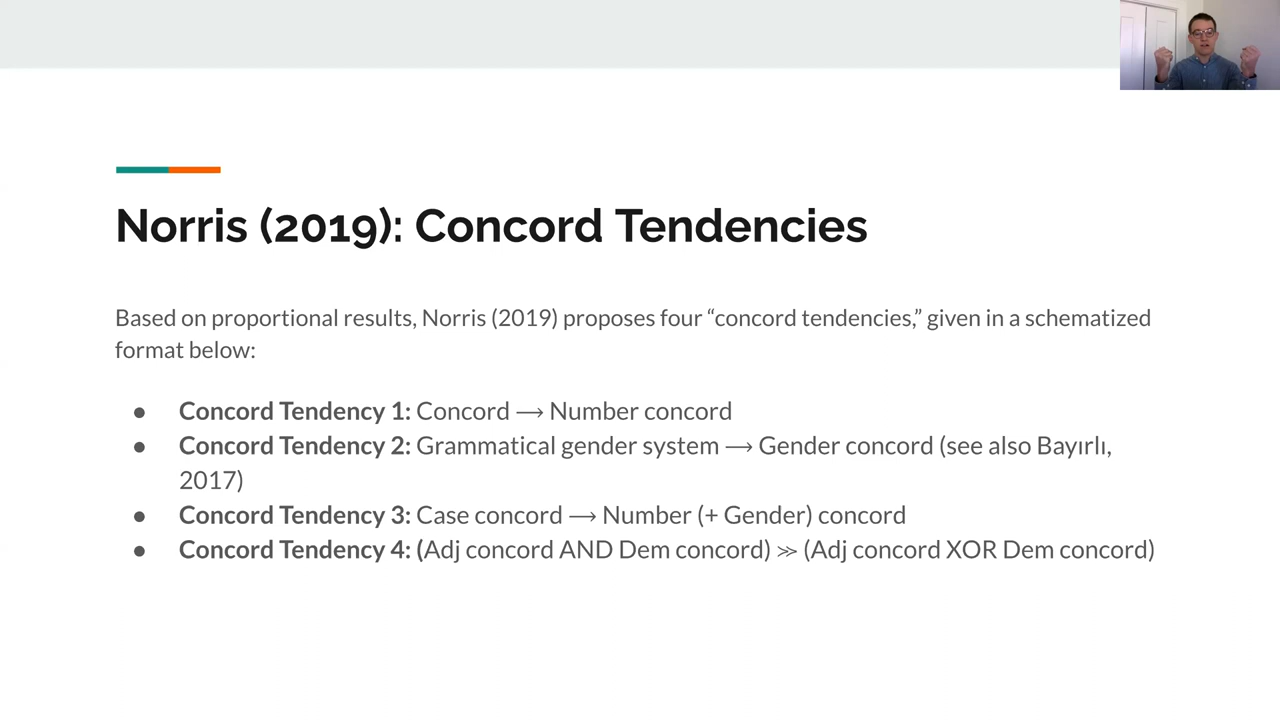 Norris (2019): Concord Tendencies
Based on proportional results, Norris (2019) proposes four “concord tendencies,” given in a schematized
format below:
● Concord Tendency 1: Concord ⟶ Number concord
● Concord Tendency 2: Grammatical gender system ⟶ Gender concord (see also Bayırlı,
2017)
● Concord Tendency 3: Case concord ⟶ Number (+ Gender) concord
● Concord Tendency 4: (Adj concord AND Dem concord) ≫ (Adj concord XOR Dem concord)